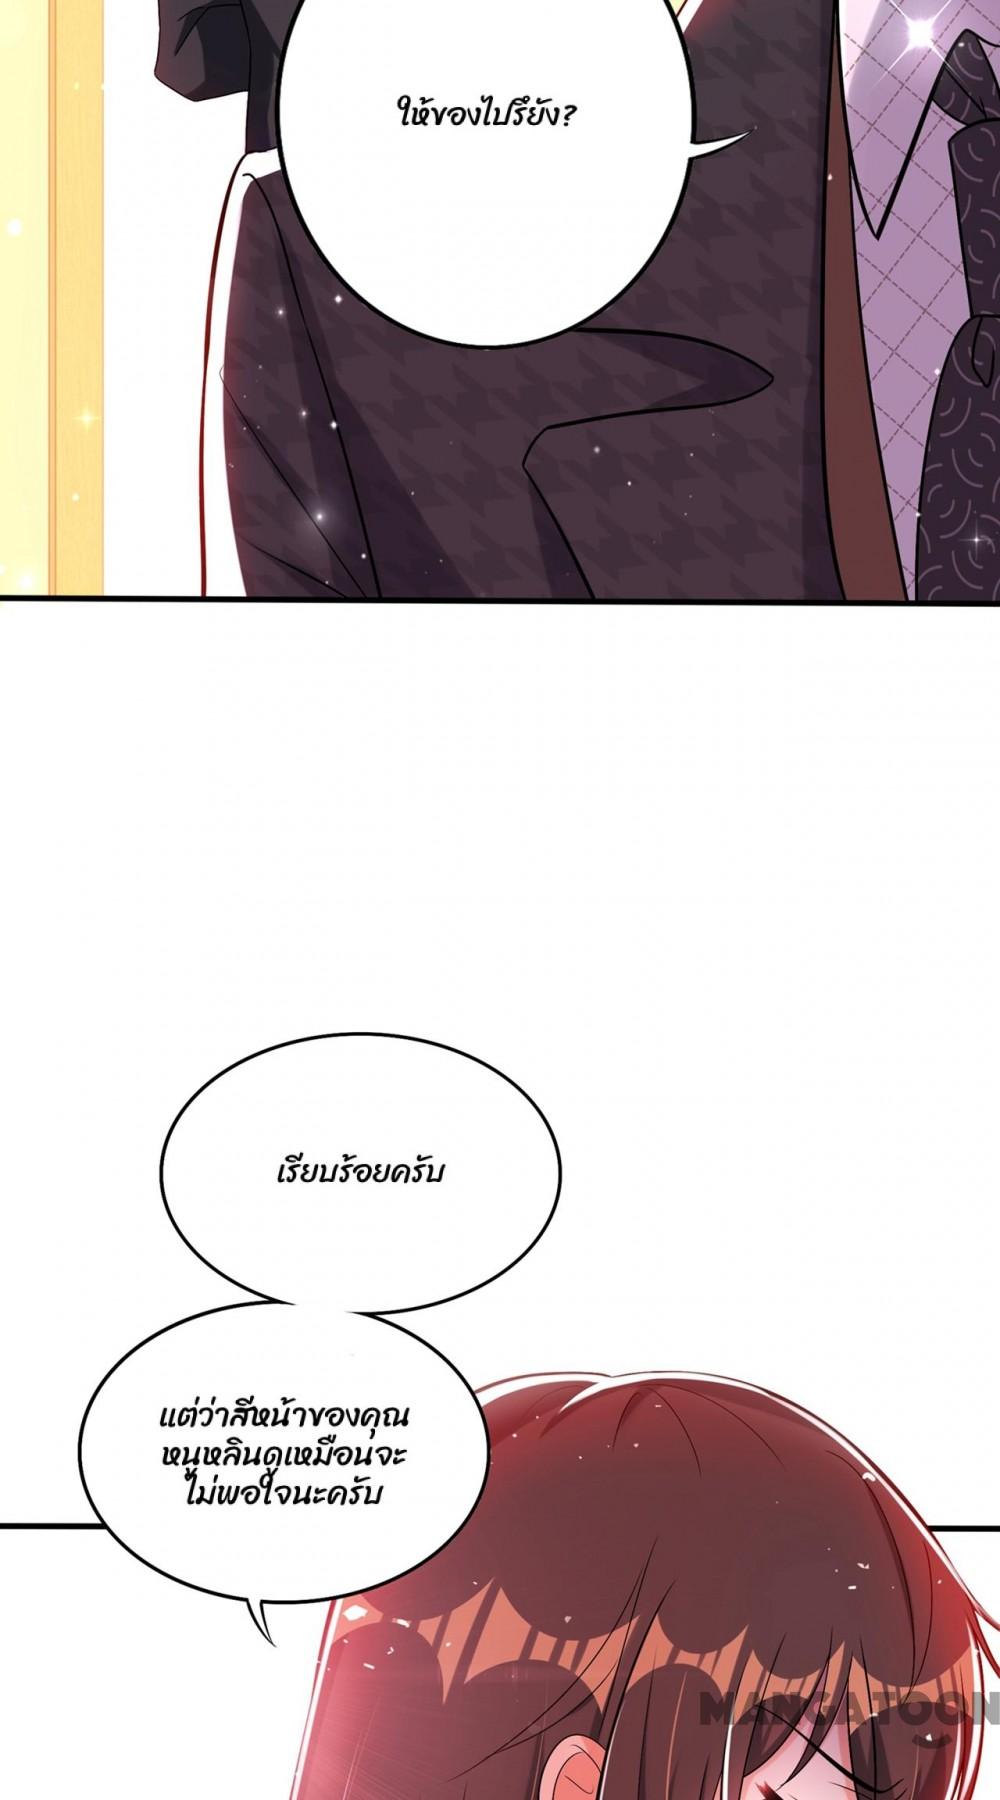 ให้ของไปรึยัง?
เรียบร้อยครับ
แต่ว่าสีหน้าของคุณ
หนูหลินดูเหมือนจะ
ไม่พอใจนะครับ
MANGATOON